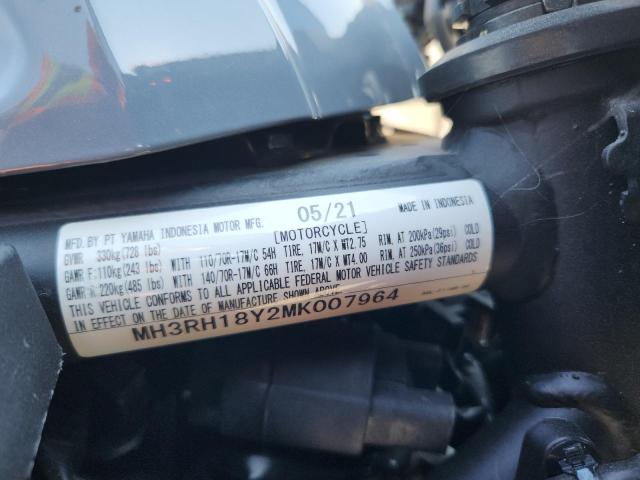 MFD.BY PT YAMAHA INDONESIA MOTOR MFG. 05/21 MADE IN INDONESIA
GVWR 330kg(728 lbs) [MOTORCYCLE]
GAWR F:110kg(243 lbs) WITH 110/70R-17M/C 54H TIRE, 17M/C X MT2.75 RIM, AT 200kPa(29psi) COLD
GAWR R:220kg(485 lbs) WITH 140/70R-17M/C 66H TIRE, 17M/C X MT4.00 RIM, AT 250kPa(36psi) COLD
THIS VEHICLE CONFORMS TO ALL APPLICABLE FEDERAL MOTOR VEHICLE SAFETY STANDARDS
IN EFFECT ON THE DATE OF MANUFACTURE SHOWN ABOVE.
MH3RH18Y2MK007964